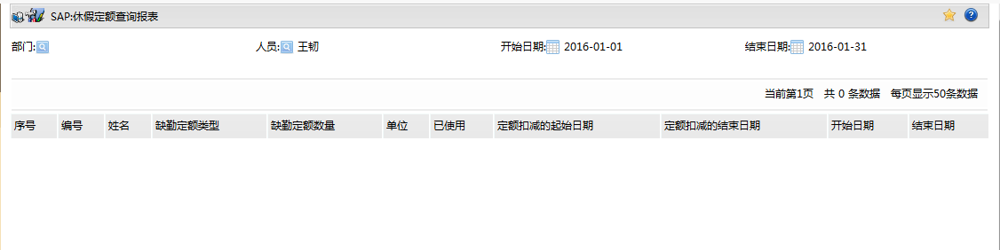 SAP:休假定额查询报表
部门: 人员: 王韧 开始日期: 2016-01-01 结束日期: 2016-01-31
当前第1页 共 0 条数据 每页显示50条数据
序号 编号 姓名 缺勤定额类型 缺勤定额数量 单位 已使用 定额扣减的起始日期 定额扣减的结束日期 开始日期 结束日期